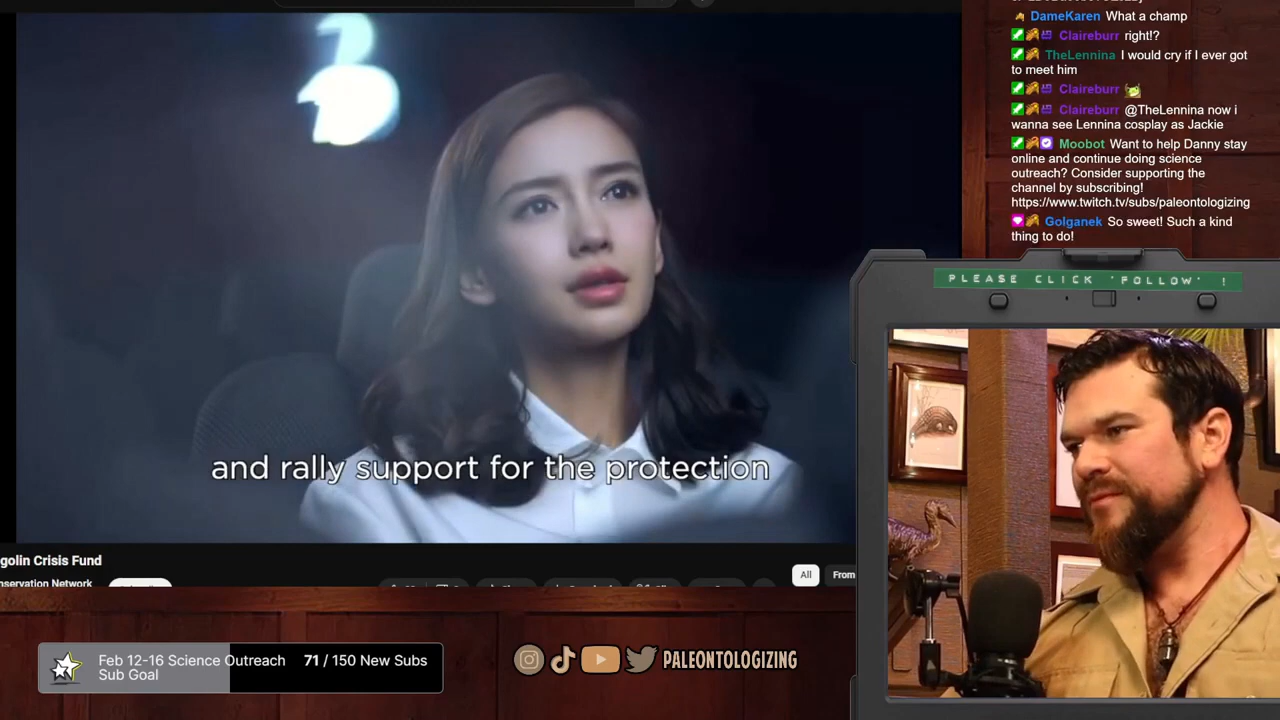 DameKaren What a champ
Claireburr right!?
TheLennina I would cry if I ever got
to meet him
Claireburr
Claireburr @TheLennina now i
wanna see Lennina cosplay as Jackie
Moobot Want to help Danny stay
online and continue doing science
outreach? Consider supporting the
channel by subscribing!
https://www.twitch.tv/subs/paleontologizing
Golganek So sweet! Such a kind
thing to do!
PLEASE CLICK 'FOLLOW' !
and rally support for the protection
golin Crisis Fund
nservation Network
All
From
Feb 12-16 Science Outreach
Sub Goal
71 / 150 New Subs
PALEONTOLOGIZING